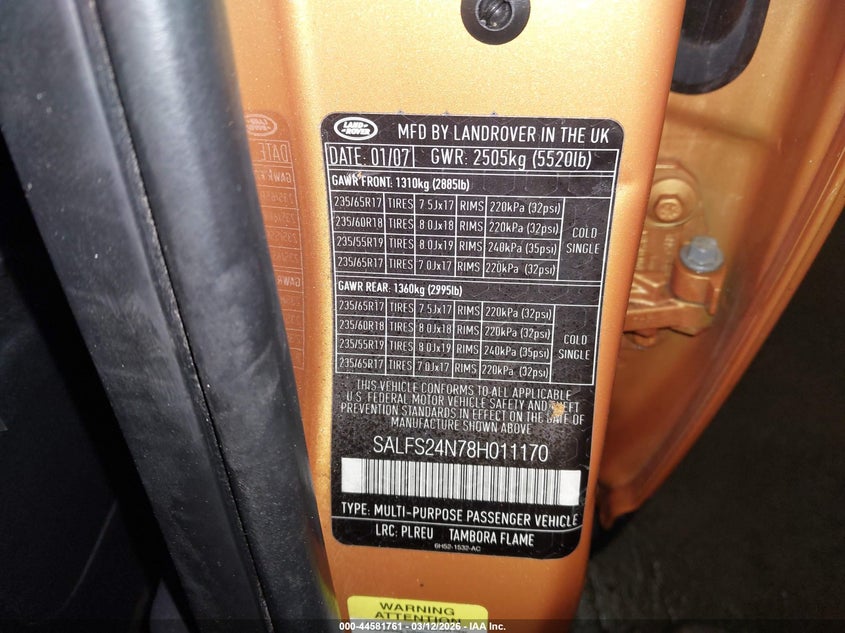 LAND-
-ROVER
MFD BY LANDROVER IN THE UK
DATE: 01/07 GWR: 2505kg (5520lb)
GAWR FRONT: 1310kg (2885lb)
235/65R17 TIRES 7 5Jx17 RIMS 220kPa (32psi)
235/60R18 TIRES 8 0Jx18 RIMS 220kPa (32psi)
235/55R19 TIRES 8 0Jx19 RIMS 240kPa (35psi)
235/65R17 TIRES 7 0Jx17 RIMS 220kPa (32psi)
COLD
SINGLE
GAWR REAR: 1360kg (2995lb)
235/65R17 TIRES 7 5Jx17 RIMS 220kPa (32psi)
235/60R18 TIRES 8 0Jx18 RIMS 220kPa (32psi)
235/55R19 TIRES 8 0Jx19 RIMS 240kPa (35psi)
235/65R17 TIRES 7 0Jx17 RIMS 220kPa (32psi)
COLD
SINGLE
THIS VEHICLE CONFORMS TO ALL APPLICABLE
U.S. FEDERAL MOTOR VEHICLE SAFETY AND THEFT
PREVENTION STANDARDS IN EFFECT ON THE DATE OF
MANUFACTURE SHOWN ABOVE
SALFS24N78H011170
TYPE: MULTI-PURPOSE PASSENGER VEHICLE
LRC: PLREU TAMBORA FLAME
6H52-1532-AC
WARNING
ATTENTION
000-44581761 - 03/12/2026 - IAA Inc.